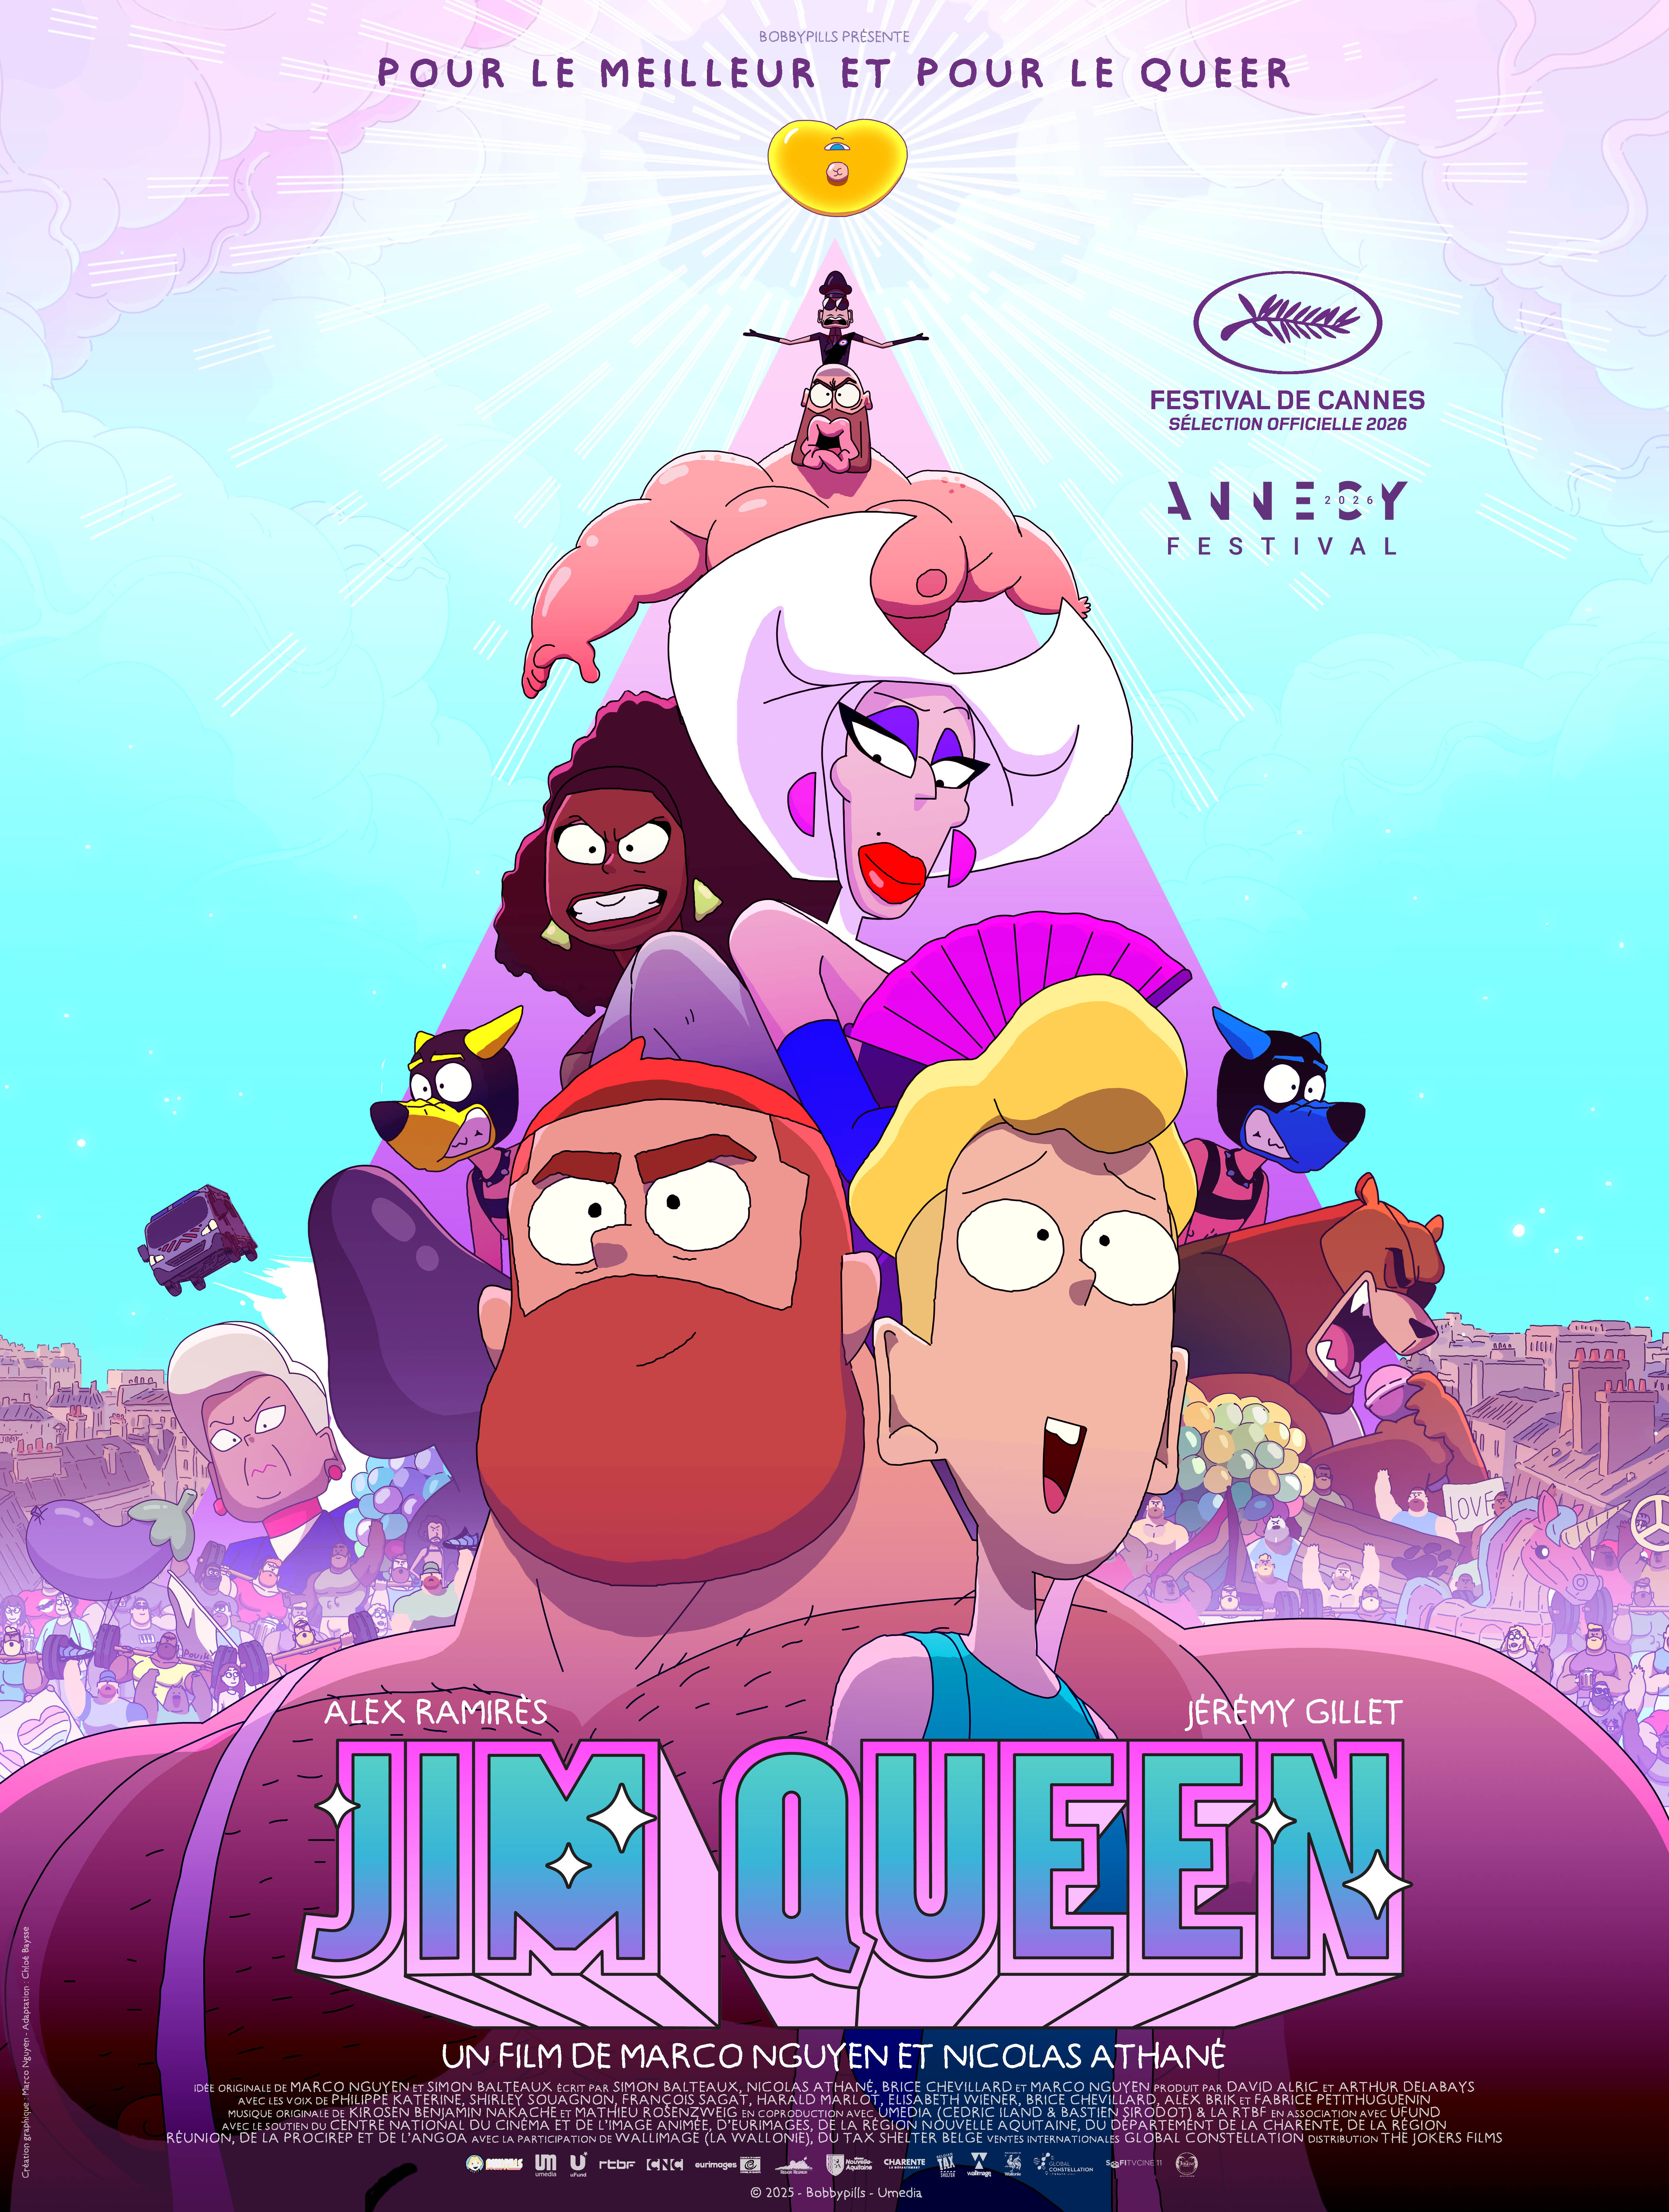 BOBBYPILLS PRÉSENTE
POUR LE MEILLEUR ET POUR LE QUEER
FESTIVAL DE CANNES
SÉLECTION OFFICIELLE 2026
ANNECY
2026
FESTIVAL
LOVE
ALEX RAMIRÈS
JÉRÉMY GILLET
JIM QUEEN
UN FILM DE MARCO NGUYEN ET NICOLAS ATHANÉ
IDÉE ORIGINALE DE MARCO NGUYEN ET SIMON BALTEAUX ÉCRIT PAR SIMON BALTEAUX, NICOLAS ATHANÉ, BRICE CHEVILLARD ET MARCO NGUYEN PRODUIT PAR DAVID ALRIC ET ARTHUR DELABAYS
AVEC LES VOIX DE PHILIPPE KATERINE, SHIRLEY SOUAGNON, FRANÇOIS SAGAT, HARALD MARLOT, ELISABETH WIENER, BRICE CHEVILLARD, ALEX BRIK ET FABRICE PETITHUGUENIN
MUSIQUE ORIGINALE DE KIROSEN BENJAMIN NAKACHE ET MATHIEU ROSENZWEIG EN COPRODUCTION AVEC UMEDIA (CEDRIC ILAND & BASTIEN SIRODOT) & LA RTBF EN ASSOCIATION AVEC UFUND
AVEC LE SOUTIEN DU CENTRE NATIONAL DU CINÉMA ET DE L'IMAGE ANIMÉE, D'EURIMAGES, DE LA RÉGION NOUVELLE AQUITAINE, DU DÉPARTEMENT DE LA CHARENTE, DE LA RÉGION
RÉUNION, DE LA PROCIREP ET DE L'ANGOA AVEC LA PARTICIPATION DE WALLIMAGE (LA WALLONIE), DU TAX SHELTER BELGE VENTES INTERNATIONALES GLOBAL CONSTELLATION DISTRIBUTION THE JOKERS FILMS
umedia uFund rtbf CNC eurimages Nouvelle-Aquitaine CHARENTE TAX wallimage Wallonie GLOBAL CONSTELLATION SOFITVCINE 11
© 2025 - Bobbypills - Umedia
Création graphique : Marco Nguyen - Adaptation : Chloé Baysse